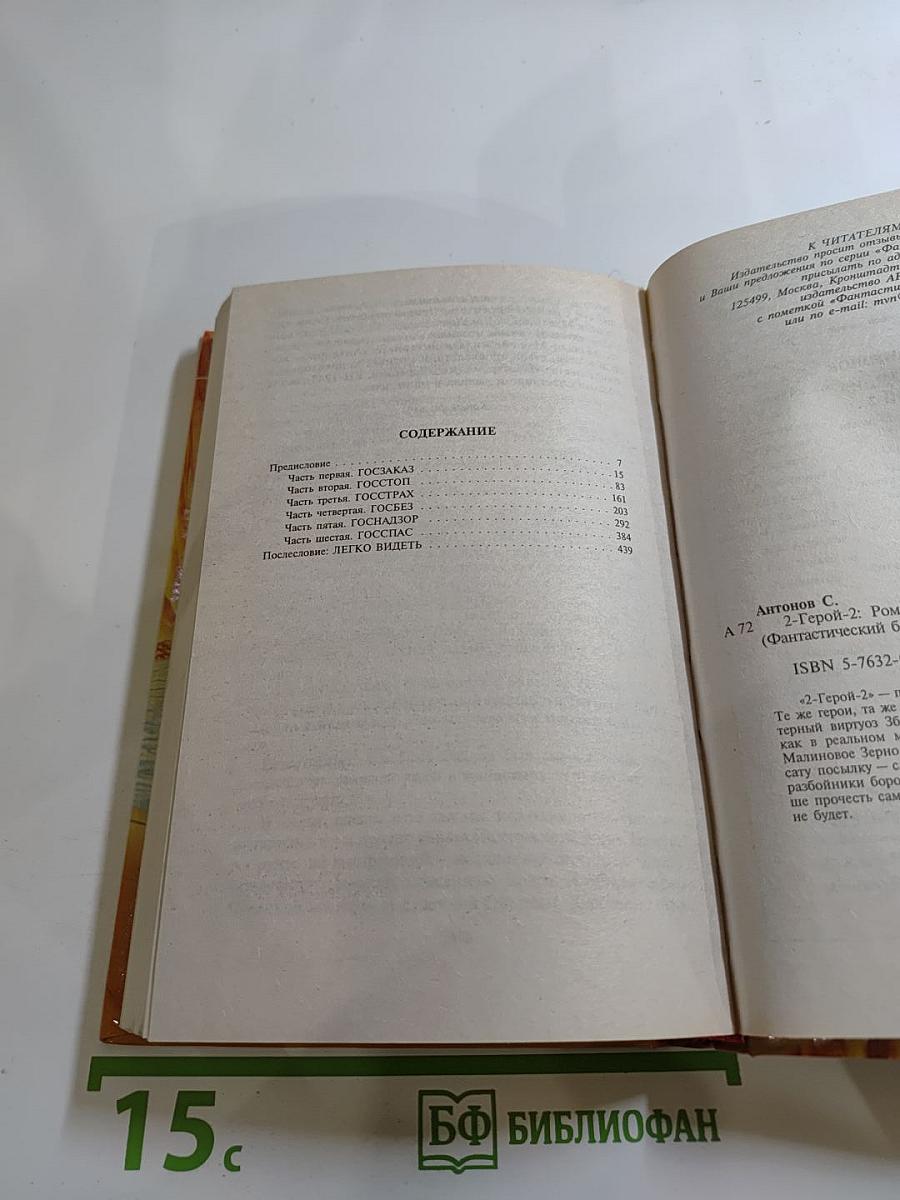 СОДЕРЖАНИЕ
Предисловие . . . . . . . . . . . . . . . . . . . . . . . . . . . . . . 7
Часть первая. ГОСЗАКАЗ . . . . . . . . . . . . . . . . . . . . 15
Часть вторая. ГОССТОП . . . . . . . . . . . . . . . . . . . . 83
Часть третья. ГОССТРАХ . . . . . . . . . . . . . . . . . . . . 161
Часть четвертая. ГОСБЕЗ . . . . . . . . . . . . . . . . . . . . 203
Часть пятая. ГОСНАДЗОР . . . . . . . . . . . . . . . . . . . . 292
Часть шестая. ГОССПАС . . . . . . . . . . . . . . . . . . . . 384
Послесловие: ЛЕГКО ВИДЕТЬ . . . . . . . . . . . . . . . . . . . . 439
К ЧИТАТЕЛЯМ
Издательство просит отзывы
и Ваши предложения по серии «Фа
присылать по ад
125499, Москва, Кронштадт
издательство АР
с пометкой «Фантасти
или по e-mail: mvn
Антонов С.
А 72 2-Герой-2: Ром
(Фантастический б
ISBN 5-7632-
«2-Герой-2» — п
Те же герои, та же
терный виртуоз Зб
как в реальном м
Малиновое Зерно
сату посылку — с
разбойники боро
ше прочесть сам
не будет.
15 с
БФ БИБЛИОФАН